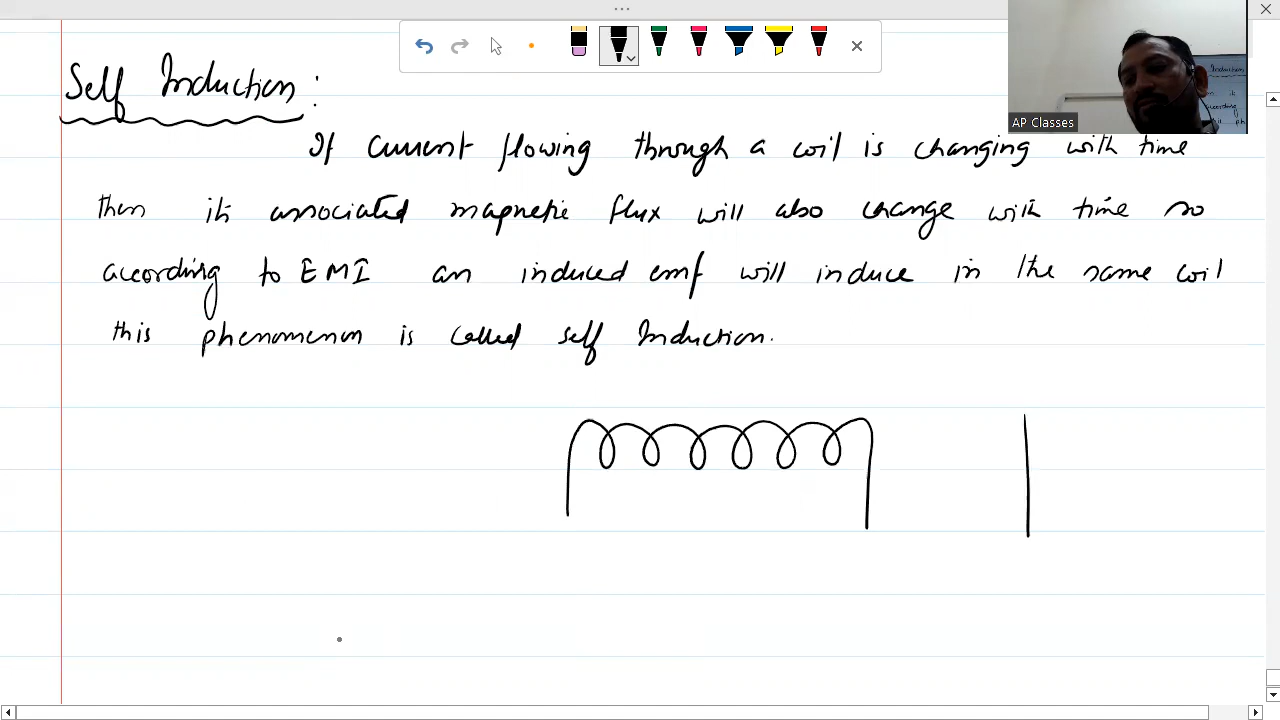 Self Induction:
AP Classes
If current flowing through a coil is changing with time
then its associated magnetic flux will also change with time so
according to EMI an induced emf will induce in the same coil
this phenomenon is called self Induction.